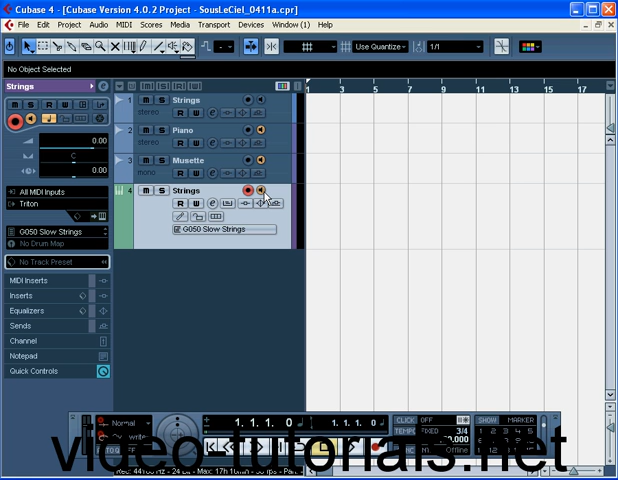 Cubase 4 - [Cubase Version 4.0.2 Project - SousLeCiel_0411a.cpr]
File Edit Project Audio MIDI Scores Transport Devices Window (1) Help
Use Quantize 1/1
No Object Selected
Strings
M S R W
0.00
C
0.00
All MIDI Inputs
Triton
G050 Slow Strings
No Drum Map
No Track Preset
MIDI Inserts
Inserts
Equalizers
Sends
Channel
Notepad
Quick Controls
1 M S Strings
stereo R W e
2 M S Piano
stereo R W e
3 M S Musette
mono R W e
4 M S Strings
R W e
G050 Slow Strings
1 3 5 7 9 11 13 15 17
Normal
1. 1. 1. 0
1. 1. 1. 0
CLICK OFF
TEMPO FIXED 3/4
SHOW MARKER
Offline
video-tutorials.net